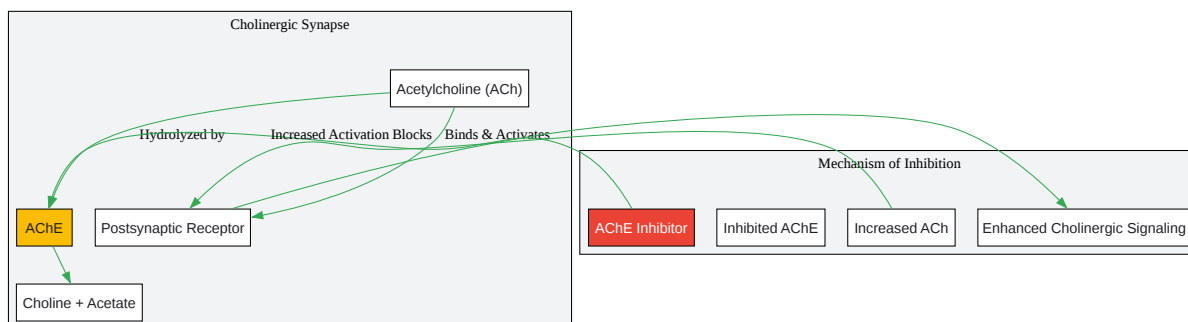 Cholinergic Synapse
Acetylcholine (ACh)
Hydrolyzed by
Increased Activation
Blocks
Binds & Activates
Mechanism of Inhibition
AChE
Postsynaptic Receptor
AChE Inhibitor
Inhibited AChE
Increased ACh
Enhanced Cholinergic Signaling
Choline + Acetate